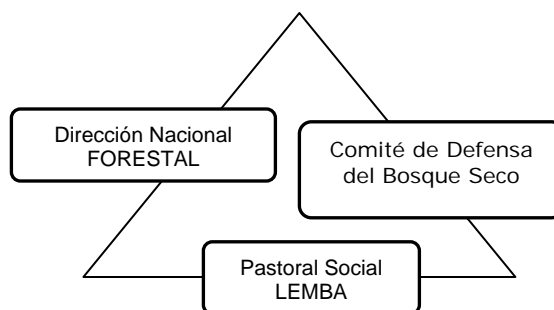 Dirección Nacional
FORESTAL
Comité de Defensa
del Bosque Seco
Pastoral Social
LEMBA